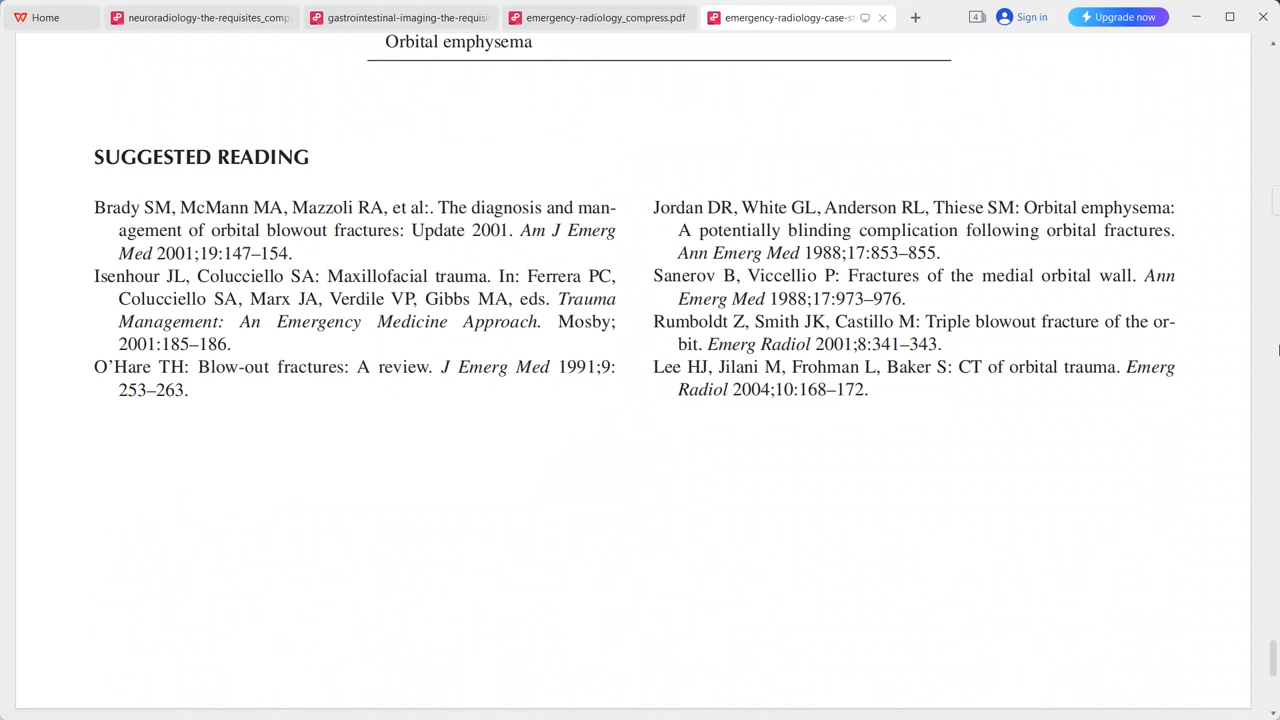 Home
neuroradiology-the-requisites_comp
gastrointestinal-imaging-the-requisit
emergency-radiology_compress.pdf
emergency-radiology-case-st
4
Sign in
Upgrade now
Orbital emphysema
SUGGESTED READING
Brady SM, McMann MA, Mazzoli RA, et al:. The diagnosis and man-
agement of orbital blowout fractures: Update 2001. Am J Emerg
Med 2001;19:147–154.
Isenhour JL, Colucciello SA: Maxillofacial trauma. In: Ferrera PC,
Colucciello SA, Marx JA, Verdile VP, Gibbs MA, eds. Trauma
Management: An Emergency Medicine Approach. Mosby;
2001:185–186.
O’Hare TH: Blow-out fractures: A review. J Emerg Med 1991;9:
253–263.
Jordan DR, White GL, Anderson RL, Thiese SM: Orbital emphysema:
A potentially blinding complication following orbital fractures.
Ann Emerg Med 1988;17:853–855.
Sanerov B, Viccellio P: Fractures of the medial orbital wall. Ann
Emerg Med 1988;17:973–976.
Rumboldt Z, Smith JK, Castillo M: Triple blowout fracture of the or-
bit. Emerg Radiol 2001;8:341–343.
Lee HJ, Jilani M, Frohman L, Baker S: CT of orbital trauma. Emerg
Radiol 2004;10:168–172.